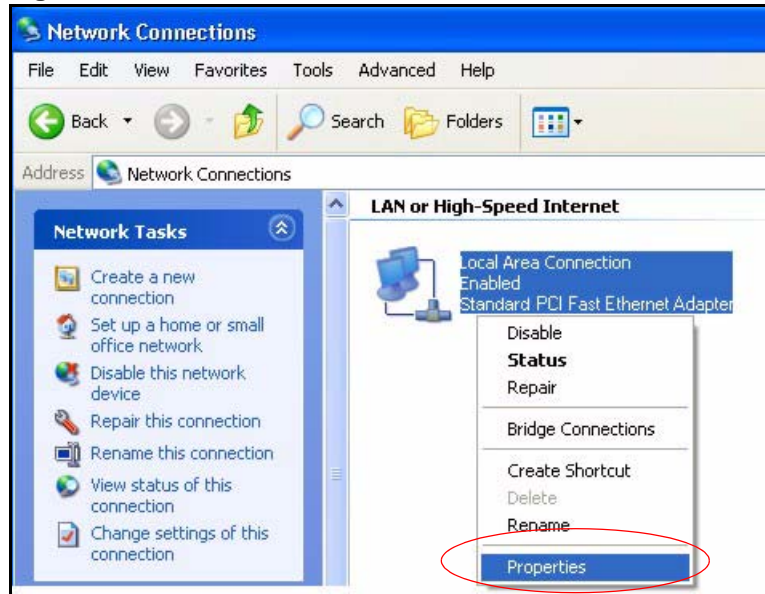 Network Connections
File Edit View Favorites Tools Advanced Help
Back Search Folders
Address Network Connections
Network Tasks
Create a new
connection
Set up a home or small
office network
Disable this network
device
Repair this connection
Rename this connection
View status of this
connection
Change settings of this
connection
LAN or High-Speed Internet
Local Area Connection
Enabled
Standard PCI Fast Ethernet Adapter
Disable
Status
Repair
Bridge Connections
Create Shortcut
Delete
Rename
Properties